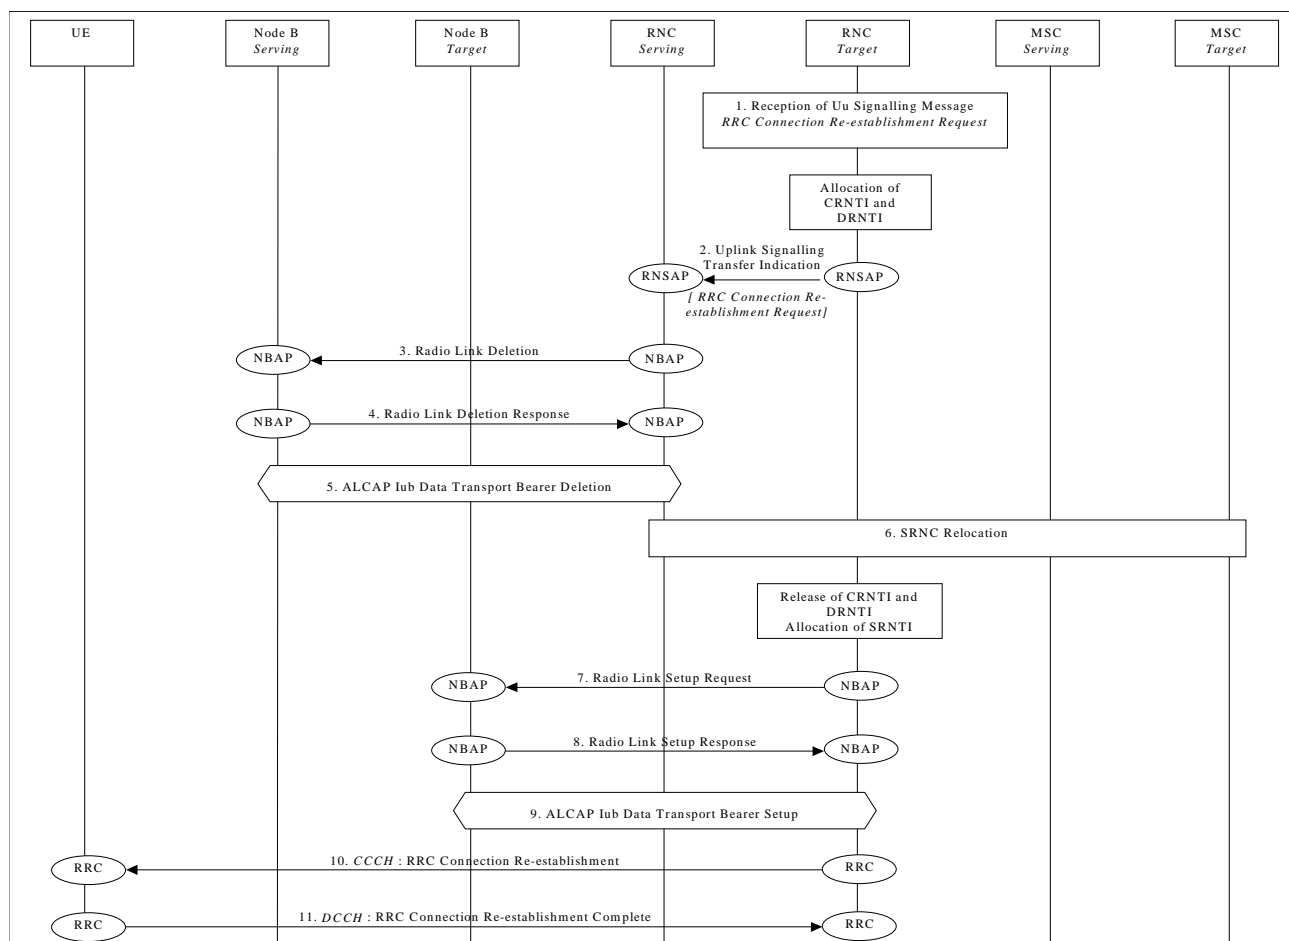 UE
Node B
Serving
Node B
Target
RNC
Serving
RNC
Target
MSC
Serving
MSC
Target
1. Reception of Uu Signalling Message
RRC Connection Re-establishment Request
Allocation of
CRNTI and
DRNTI
2. Uplink Signalling
Transfer Indication
RNSAP
RNSAP
[ RRC Connection Re-
establishment Request]
3. Radio Link Deletion
NBAP
NBAP
4. Radio Link Deletion Response
NBAP
NBAP
5. ALCAP Iub Data Transport Bearer Deletion
6. SRNC Relocation
Release of CRNTI and
DRNTI
Allocation of SRNTI
7. Radio Link Setup Request
NBAP
NBAP
8. Radio Link Setup Response
NBAP
NBAP
9. ALCAP Iub Data Transport Bearer Setup
10. CCCH : RRC Connection Re-establishment
RRC
RRC
11. DCCH : RRC Connection Re-establishment Complete
RRC
RRC